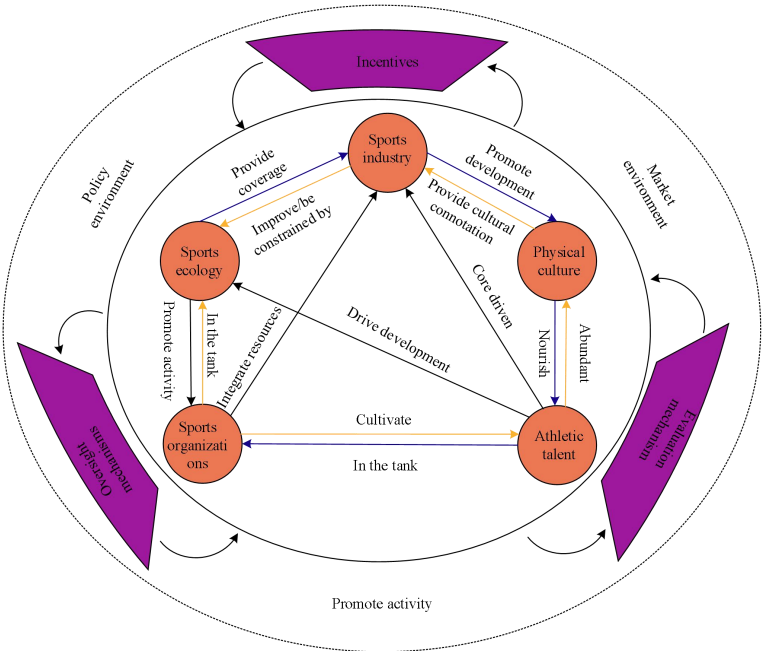 Incentives
Policy
environment
Market
environment
Sports
industry
Provide
coverage
Promote
development
Improve/be
constrained by
Provide cultural
connotation
Sports
ecology
Physical
culture
Promote activity
In the tank
Integrate resources
Drive development
Core driven
Nourish
Abundant
Sports
organizati
ons
Cultivate
In the tank
Athletic
talent
Oversight
mechanisms
Evaluation
mechanism
Promote activity